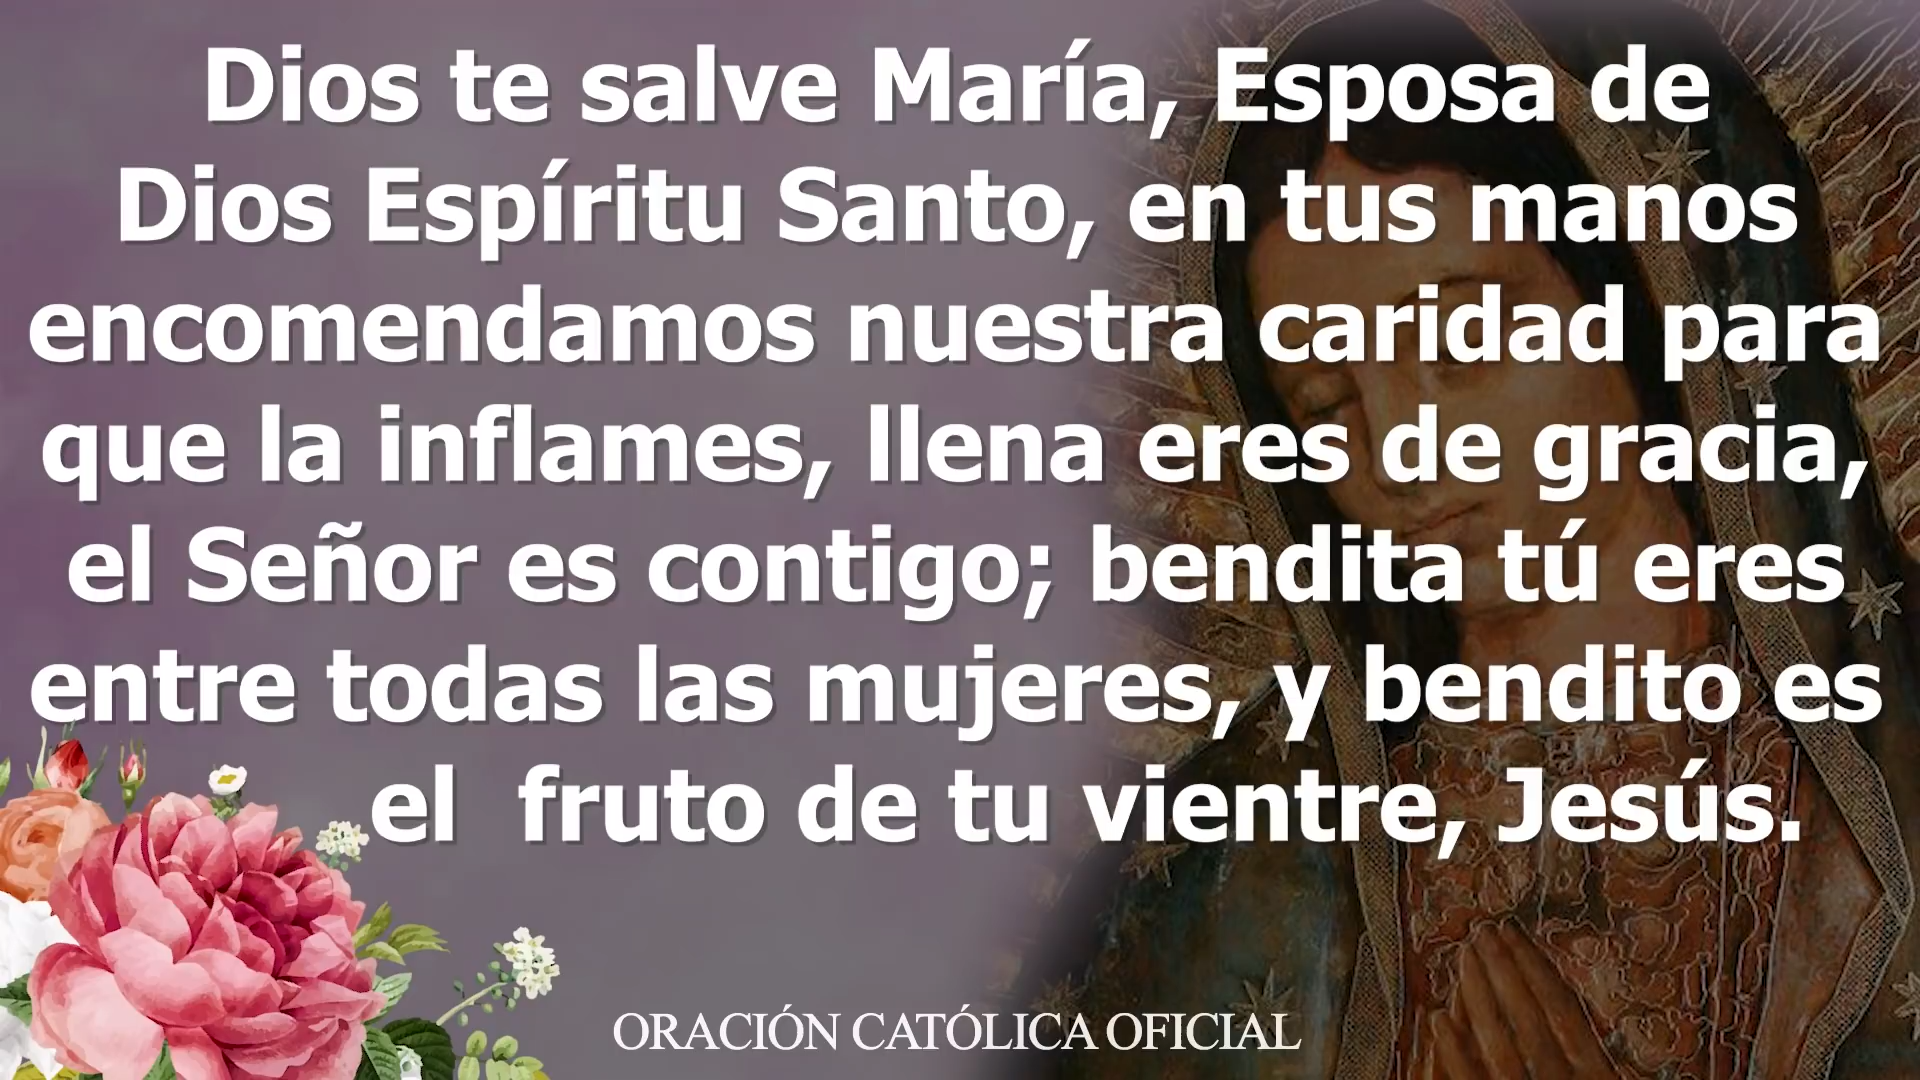 Dios te salve María, Esposa de
Dios Espíritu Santo, en tus manos
encomendamos nuestra caridad para
que la inflames, llena eres de gracia,
el Señor es contigo; bendita tú eres
entre todas las mujeres, y bendito es
el fruto de tu vientre, Jesús.
ORACIÓN CATÓLICA OFICIAL